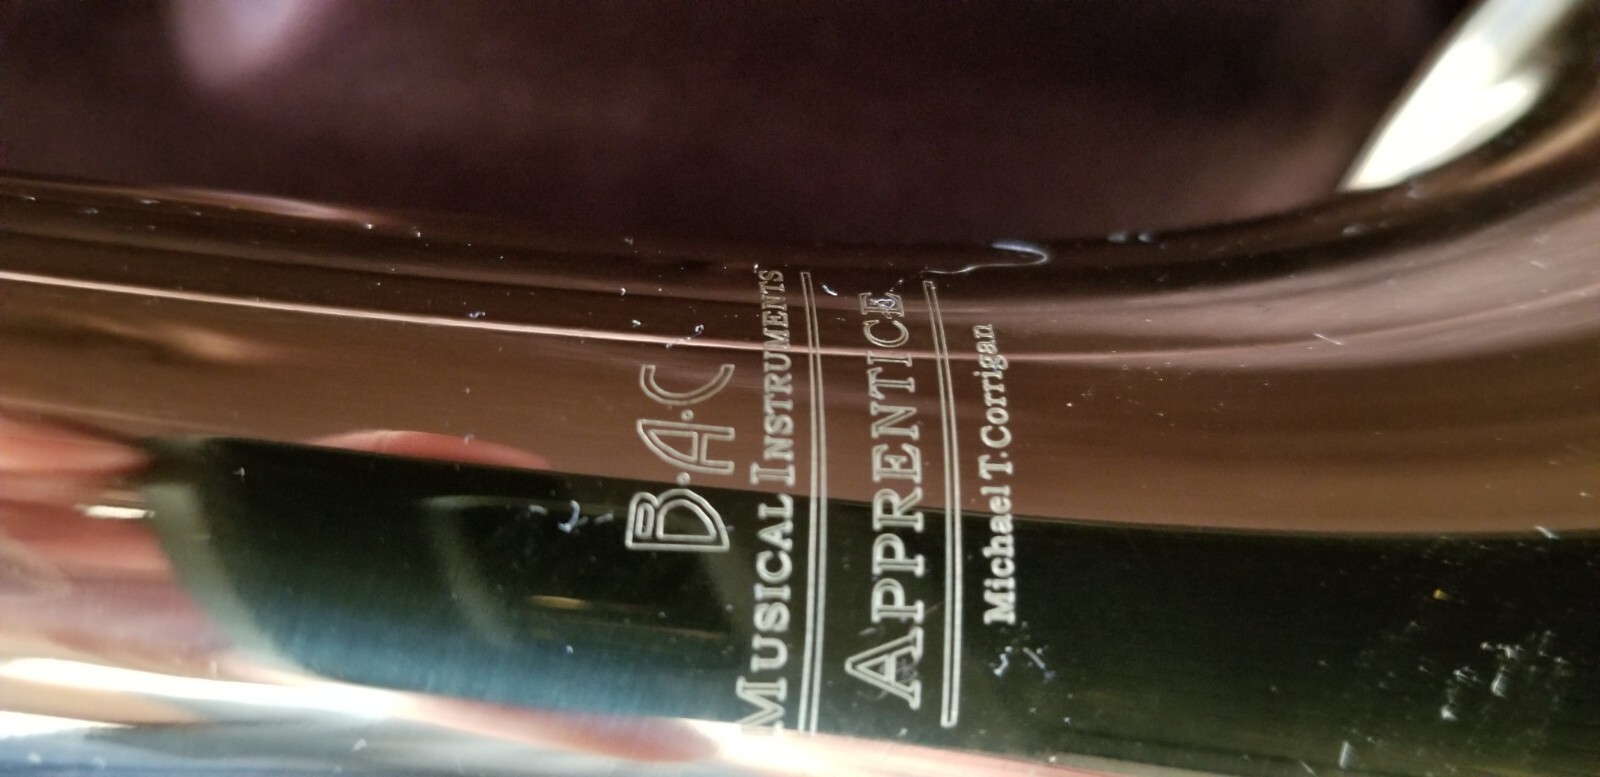 B·A·C
MUSICAL INSTRUMENTS
APPRENTICE
Michael T. Corrigan